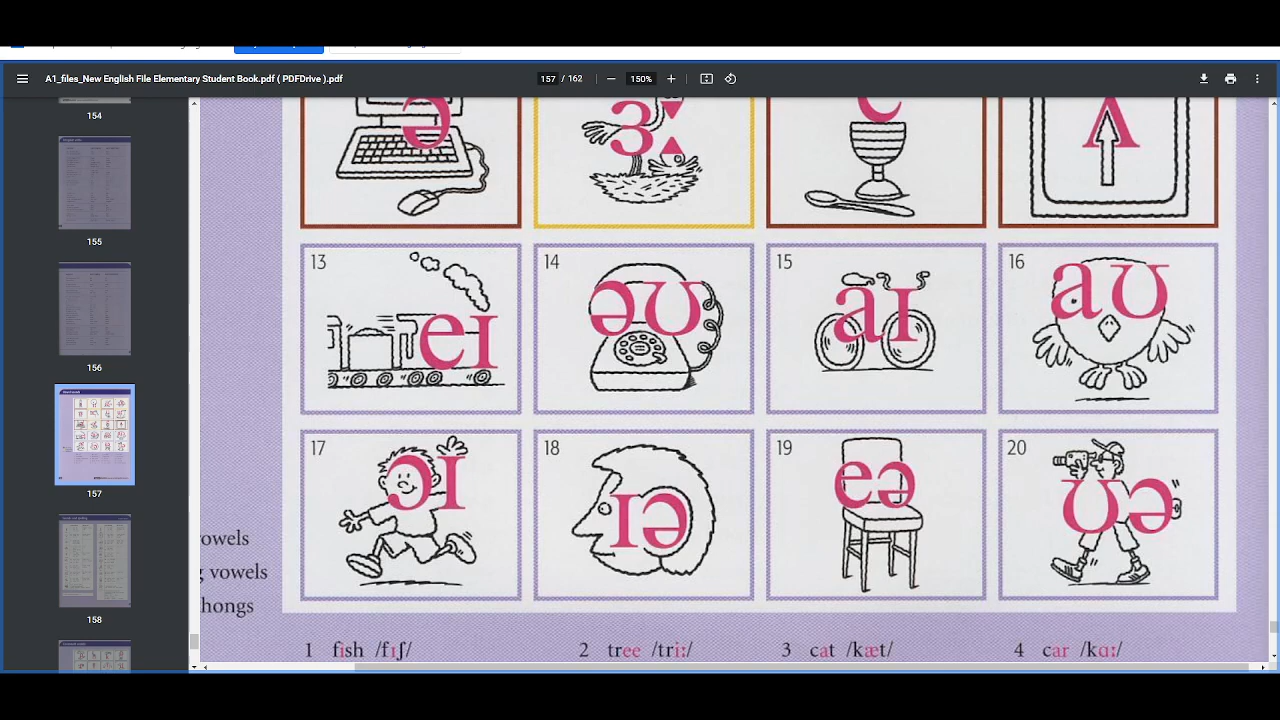 A1_files_New English File Elementary Student Book.pdf ( PDFDrive ).pdf
157 / 162
150%
154
155
156
157
158
ə
ɜː
e
ʌ
13
eɪ
14
əʊ
15
aɪ
16
aʊ
17
ɔɪ
18
ɪə
19
eə
20
ʊə
vowels
vowels
hongs
1 fish /fɪʃ/
2 tree /triː/
3 cat /kæt/
4 car /kɑː/